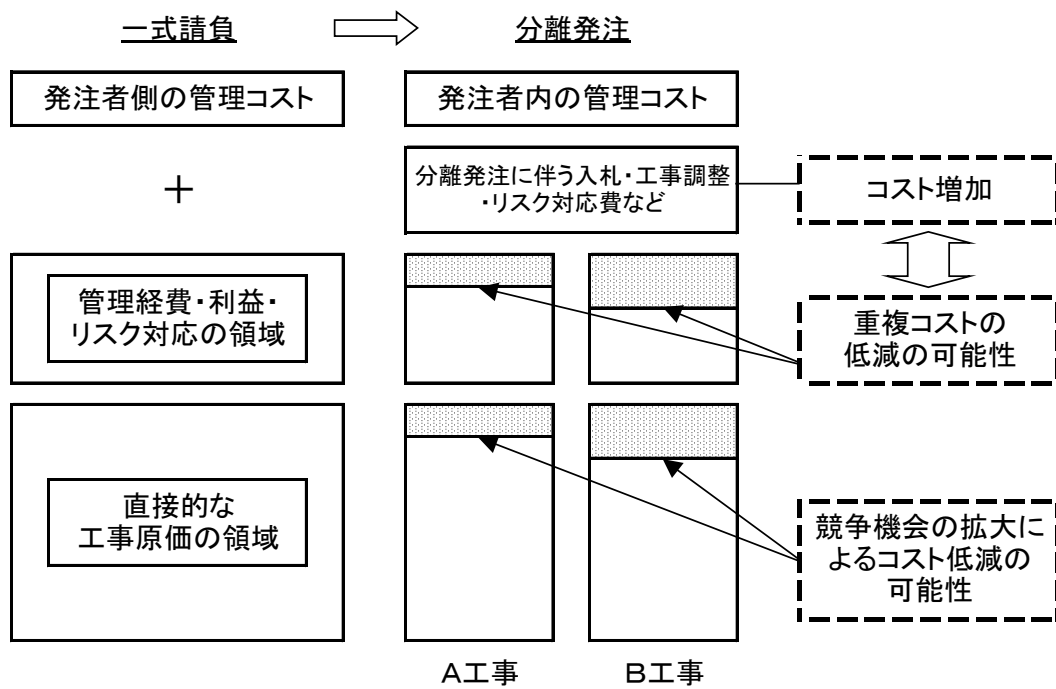 一式請負
分離発注
発注者側の管理コスト
発注者内の管理コスト
＋
分離発注に伴う入札・工事調整
・リスク対応費など
コスト増加
管理経費・利益・
リスク対応の領域
重複コストの
低減の可能性
直接的な
工事原価の領域
競争機会の拡大に
よるコスト低減の
可能性
Ａ工事
Ｂ工事